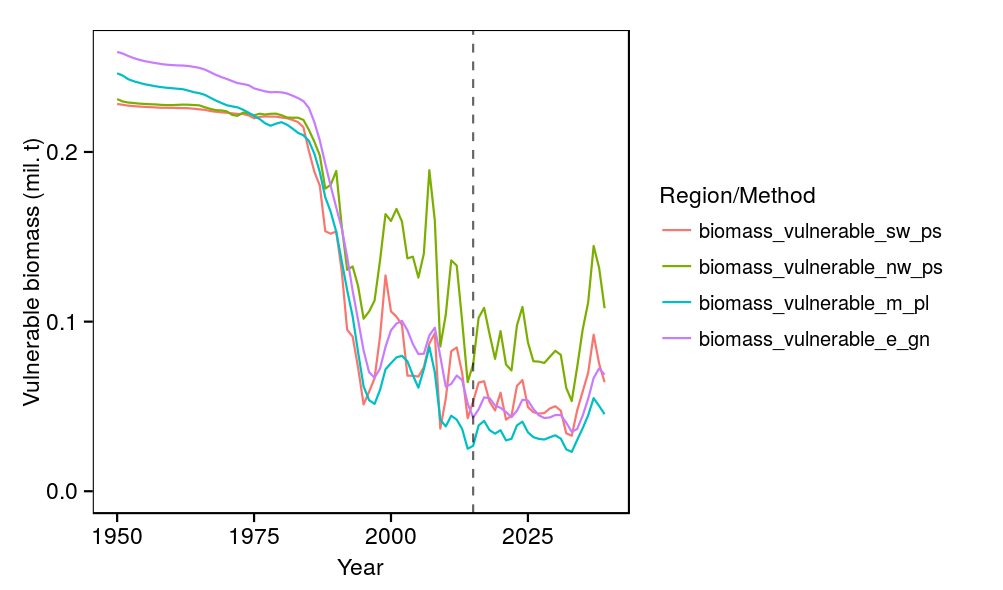 Vulnerable biomass (mil. t)
0.2
0.1
0.0
1950 1975 2000 2025
Year
Region/Method
biomass_vulnerable_sw_ps
biomass_vulnerable_nw_ps
biomass_vulnerable_m_pl
biomass_vulnerable_e_gn